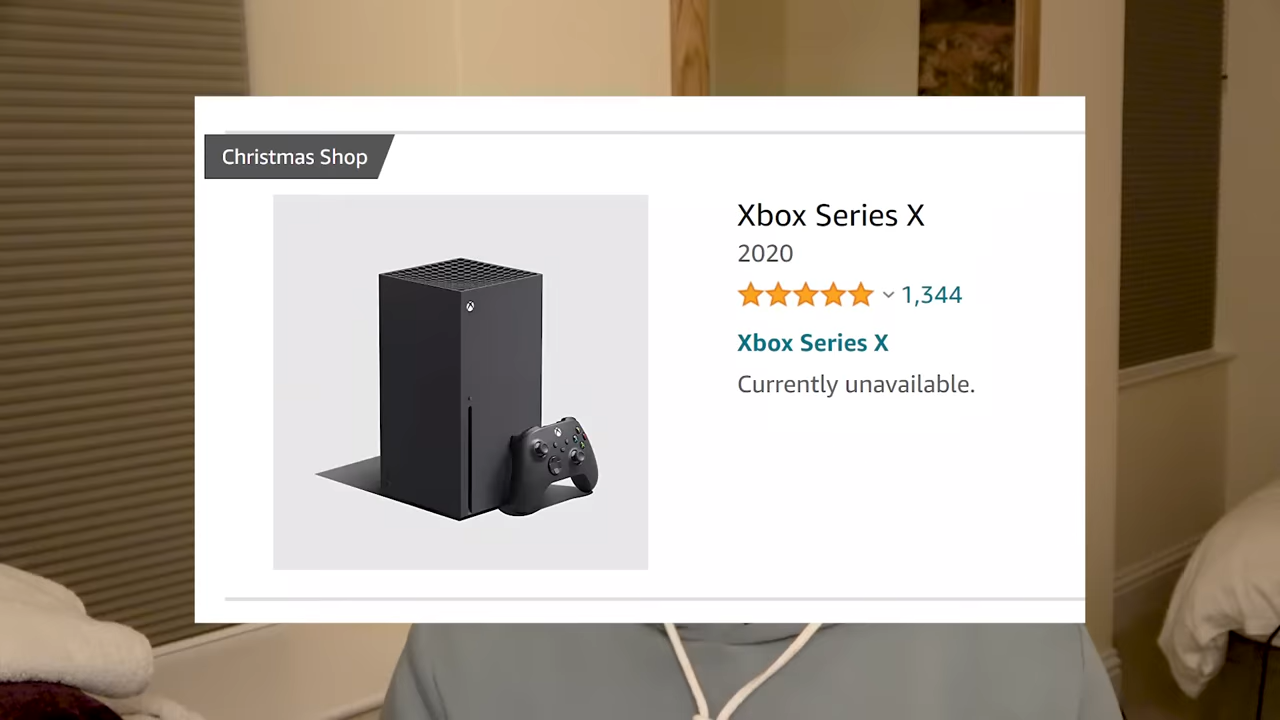 Christmas Shop
Xbox Series X
2020
1,344
Xbox Series X
Currently unavailable.